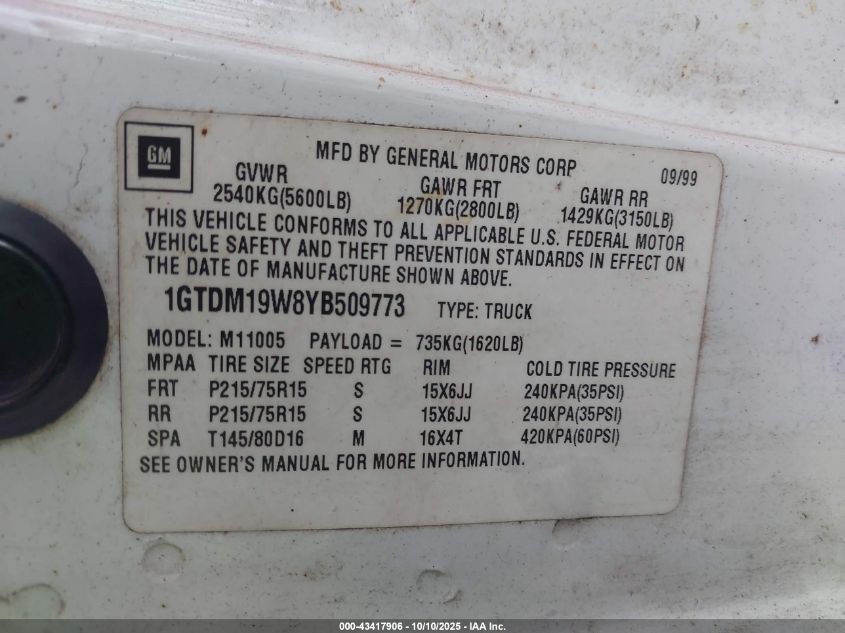 GM
MFD BY GENERAL MOTORS CORP 09/99
GVWR GAWR FRT GAWR RR
2540KG(5600LB) 1270KG(2800LB) 1429KG(3150LB)
THIS VEHICLE CONFORMS TO ALL APPLICABLE U.S. FEDERAL MOTOR
VEHICLE SAFETY AND THEFT PREVENTION STANDARDS IN EFFECT ON
THE DATE OF MANUFACTURE SHOWN ABOVE.
1GTDM19W8YB509773 TYPE: TRUCK
MODEL: M11005 PAYLOAD = 735KG(1620LB)
MPAA TIRE SIZE SPEED RTG RIM COLD TIRE PRESSURE
FRT P215/75R15 S 15X6JJ 240KPA(35PSI)
RR P215/75R15 S 15X6JJ 240KPA(35PSI)
SPA T145/80D16 M 16X4T 420KPA(60PSI)
SEE OWNER'S MANUAL FOR MORE INFORMATION.
000-43417906 - 10/10/2025 - IAA Inc.